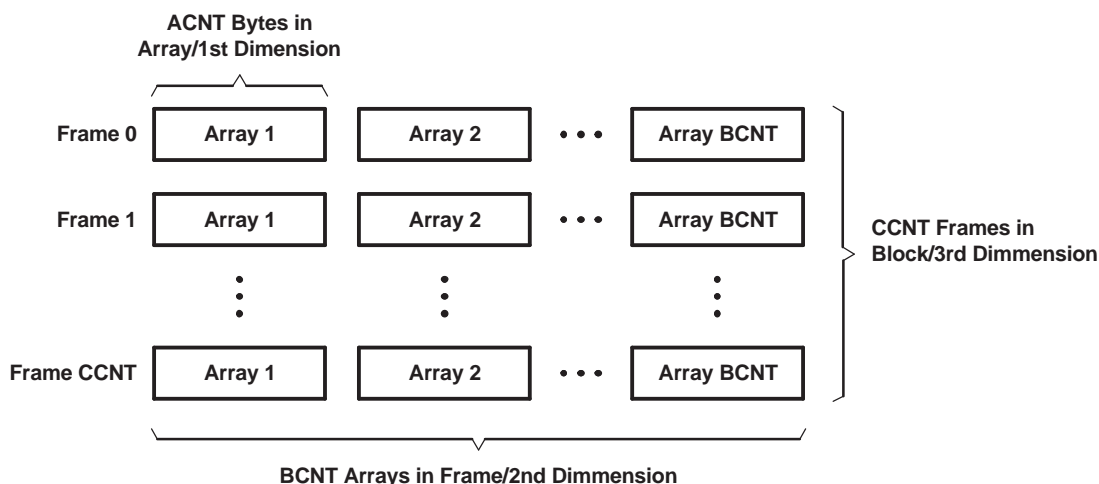 ACNT Bytes in
Array/1st Dimension
Frame 0 Array 1 Array 2 Array BCNT
Frame 1 Array 1 Array 2 Array BCNT
CCNT Frames in
Block/3rd Dimmension
Frame CCNT Array 1 Array 2 Array BCNT
BCNT Arrays in Frame/2nd Dimmension